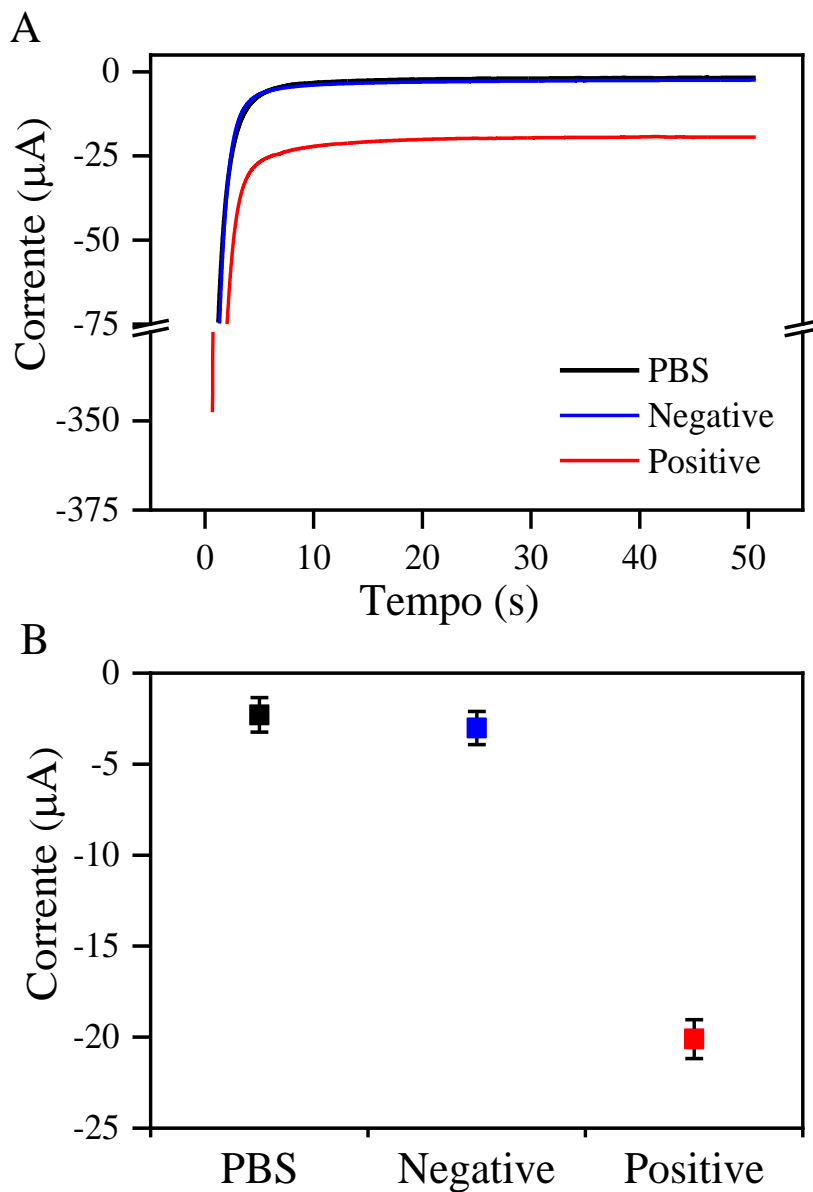 A
0
-25
-50
-75
-350
-375
Corrente (μA)
PBS
Negative
Positive
0 10 20 30 40 50
Tempo (s)
B
0
-5
-10
-15
-20
-25
Corrente (μA)
PBS Negative Positive